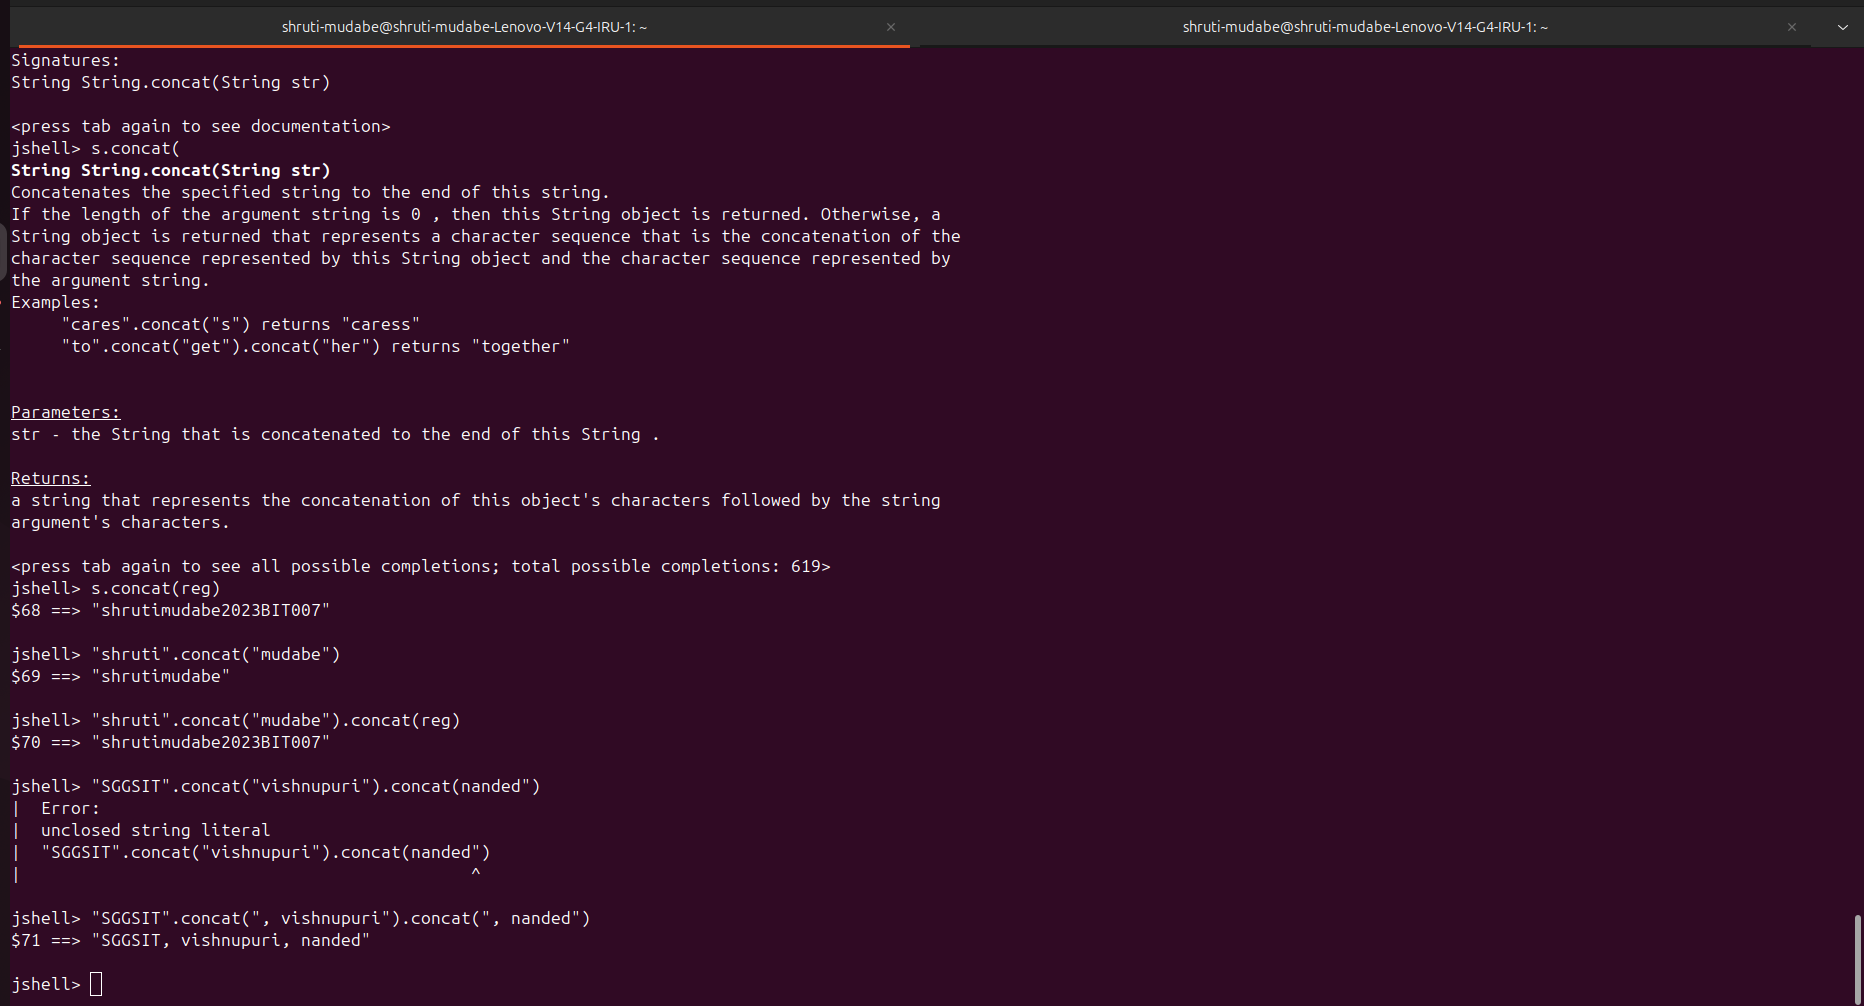 shruti-mudabe@shruti-mudabe-Lenovo-V14-G4-IRU-1: ~
shruti-mudabe@shruti-mudabe-Lenovo-V14-G4-IRU-1: ~
Signatures:
String String.concat(String str)
<press tab again to see documentation>
jshell> s.concat(
String String.concat(String str)
Concatenates the specified string to the end of this string.
If the length of the argument string is 0 , then this String object is returned. Otherwise, a
String object is returned that represents a character sequence that is the concatenation of the
character sequence represented by this String object and the character sequence represented by
the argument string.
Examples:
     "cares".concat("s") returns "caress"
     "to".concat("get").concat("her") returns "together"
Parameters:
str - the String that is concatenated to the end of this String .
Returns:
a string that represents the concatenation of this object's characters followed by the string
argument's characters.
<press tab again to see all possible completions; total possible completions: 619>
jshell> s.concat(reg)
$68 ==> "shrutimudabe2023BIT007"
jshell> "shruti".concat("mudabe")
$69 ==> "shrutimudabe"
jshell> "shruti".concat("mudabe").concat(reg)
$70 ==> "shrutimudabe2023BIT007"
jshell> "SGGSIT".concat("vishnupuri").concat(nanded")
|  Error:
|  unclosed string literal
|  "SGGSIT".concat("vishnupuri").concat(nanded")
|                                             ^
jshell> "SGGSIT".concat(", vishnupuri").concat(", nanded")
$71 ==> "SGGSIT, vishnupuri, nanded"
jshell>